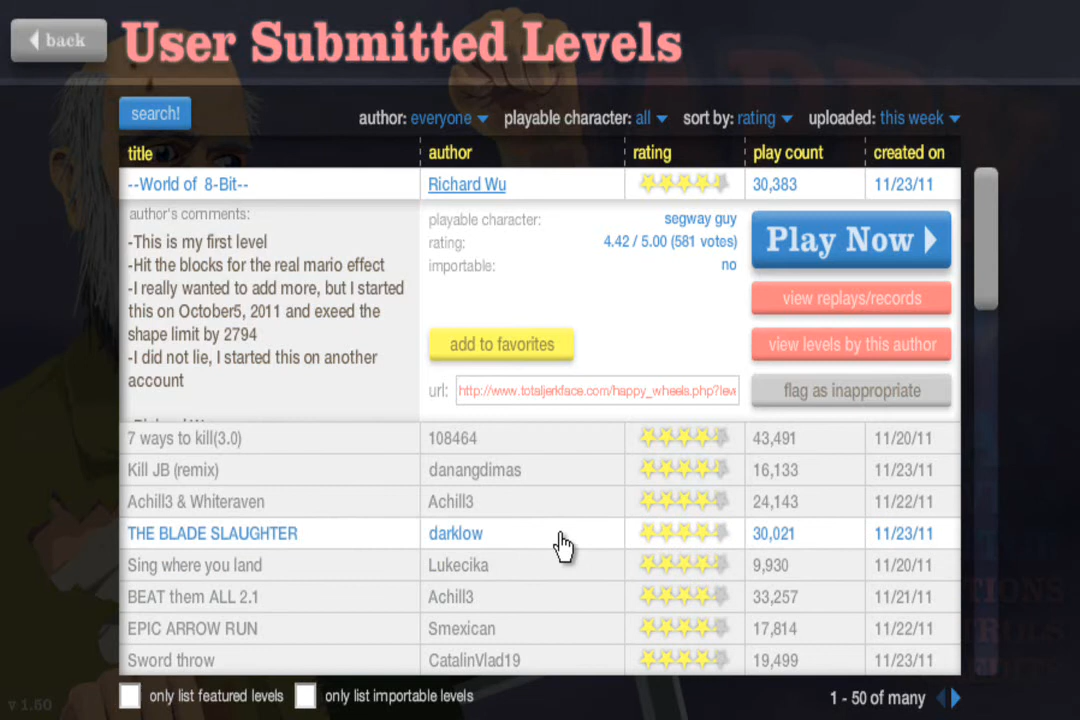 back
User Submitted Levels
search!
author: everyone playable character: all sort by: rating uploaded: this week
title author rating play count created on
--World of 8-Bit-- Richard Wu 30,383 11/23/11
author's comments:
-This is my first level
-Hit the blocks for the real mario effect
-I really wanted to add more, but I started
this on October5, 2011 and exeed the
shape limit by 2794
-I did not lie, I started this on another
account
playable character: segway guy
rating: 4.42 / 5.00 (581 votes)
importable: no
add to favorites
url: http://www.totaljerkface.com/happy_wheels.php?lev
Play Now
view replays/records
view levels by this author
flag as inappropriate
7 ways to kill(3.0) 108464 43,491 11/20/11
Kill JB (remix) danangdimas 16,133 11/23/11
Achill3 & Whiteraven Achill3 24,143 11/22/11
THE BLADE SLAUGHTER darklow 30,021 11/23/11
Sing where you land Lukecika 9,930 11/20/11
BEAT them ALL 2.1 Achill3 33,257 11/21/11
EPIC ARROW RUN Smexican 17,814 11/22/11
Sword throw CatalinVlad19 19,499 11/23/11
only list featured levels only list importable levels 1 - 50 of many
v 1.50